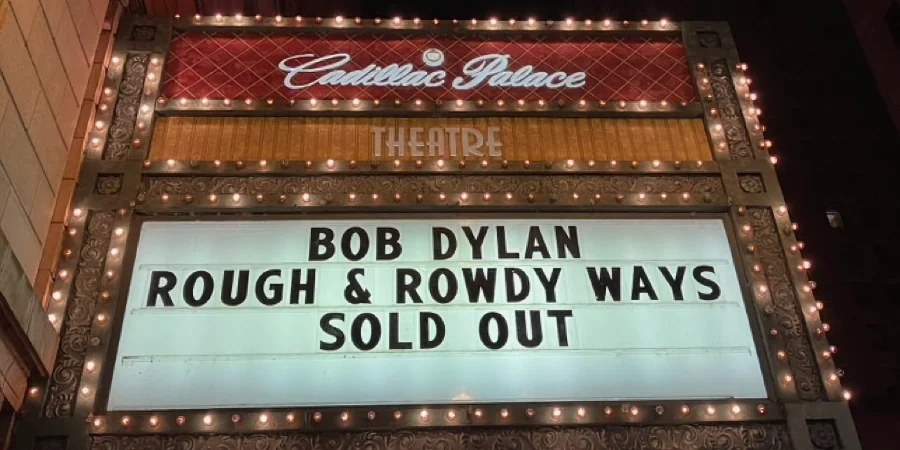 Cadillac Palace
THEATRE
BOB DYLAN
ROUGH & ROWDY WAYS
SOLD OUT